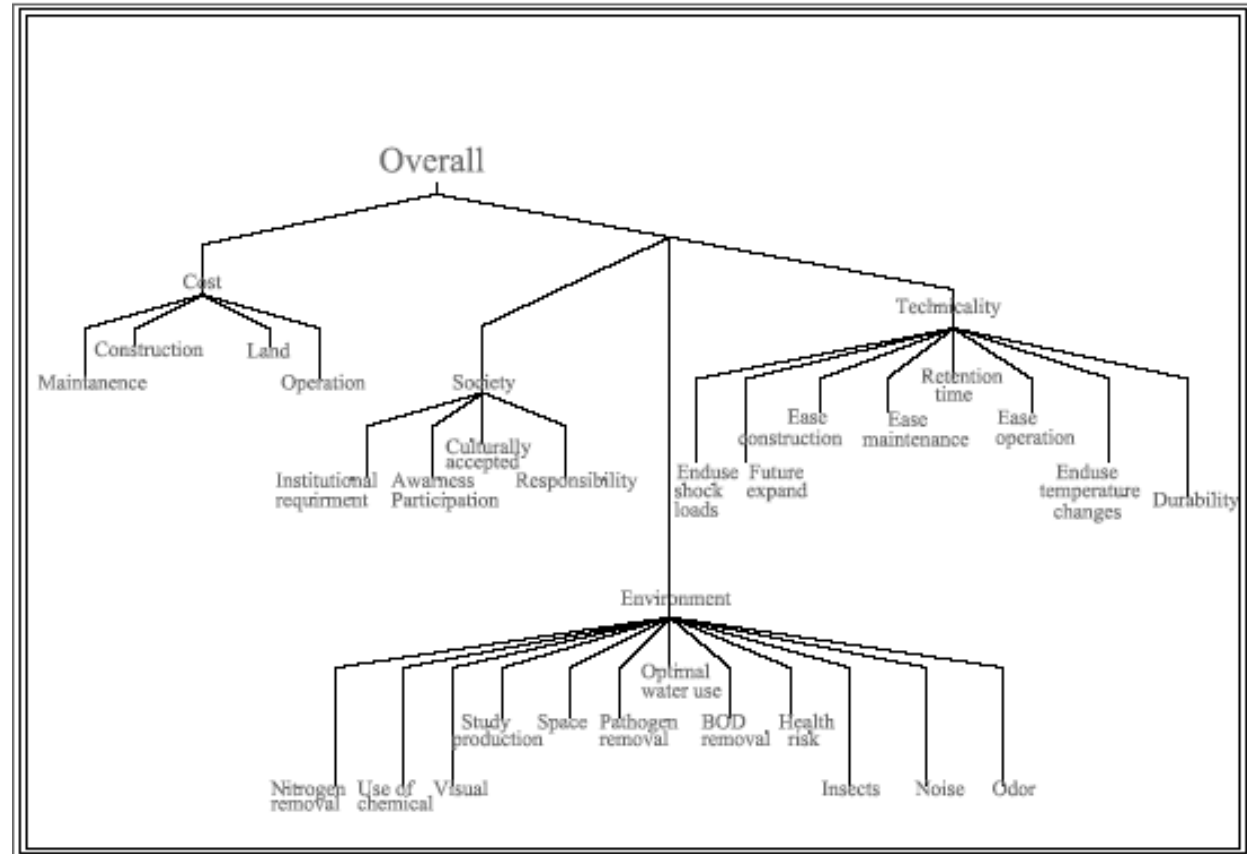 Overall
Cost
Technicality
Construction
Land
Maintanence
Operation
Society
Retention
time
Ease
construction
Ease
maintenance
Ease
operation
Culturally
accepted
Institutional
requirment
Awarness
Participation
Responsibility
Enduse
shock
loads
Future
expand
Enduse
temperature
changes
Durability
Environment
Optimal
water use
Study
production
Space
Pathogen
removal
BOD
removal
Health
risk
Nitrogen
removal
Use of
chemical
Visual
Insects
Noise
Odor